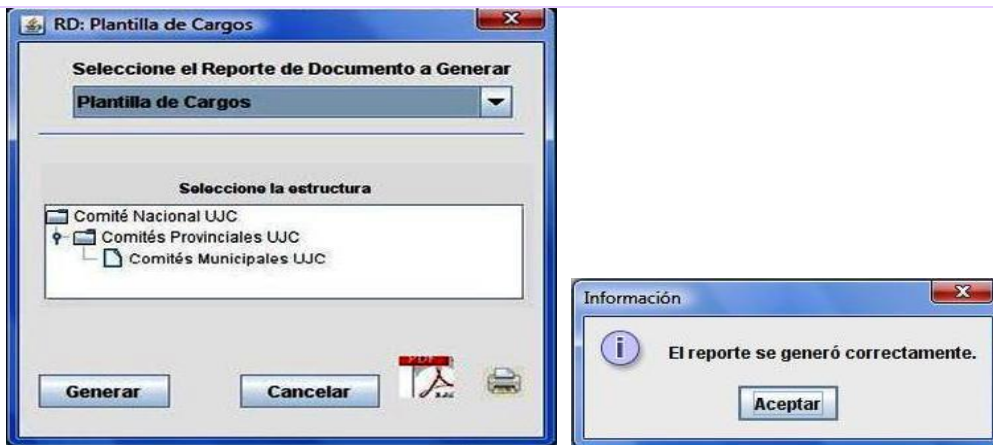 RD: Plantilla de Cargos
Seleccione el Reporte de Documento a Generar
Plantilla de Cargos
Seleccione la estructura
Comité Nacional UJC
Comités Provinciales UJC
Comités Municipales UJC
Generar
Cancelar
PDF
Información
El reporte se generó correctamente.
Aceptar